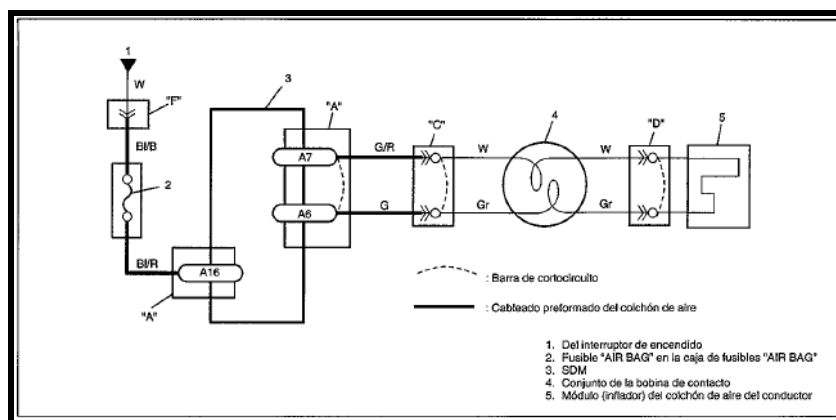 1
W
"F"
Bl/B
2
Bl/R
A16
"A"
3
"A"
A7
A6
G/R
G
"C"
W
Gr
4
W
Gr
"D"
5
: Barra de cortocircuito
: Cableado preformado del colchón de aire
1. Del interruptor de encendido
2. Fusible "AIR BAG" en la caja de fusibles "AIR BAG"
3. SDM
4. Conjunto de la bobina de contacto
5. Módulo (inflador) del colchón de aire del conductor